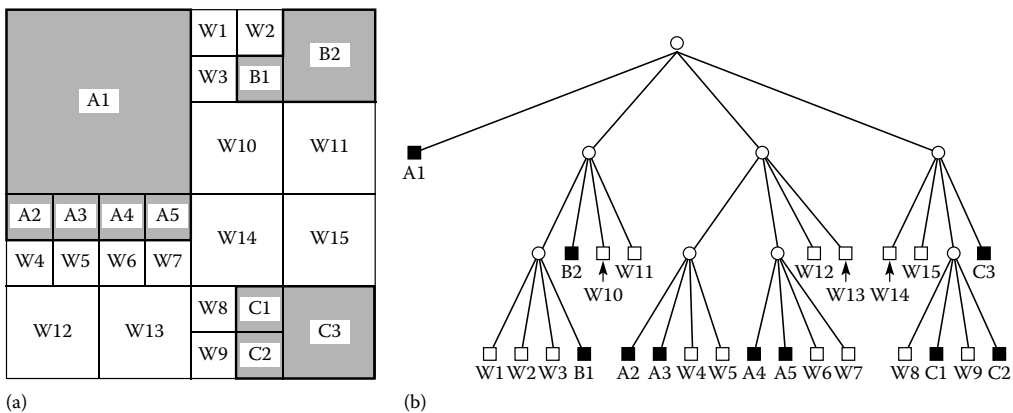 W1 W2
B2
W3 B1
A1
W10 W11
A2 A3 A4 A5
W14 W15
W4 W5 W6 W7
W8 C1
W12 W13 C3
W9 C2
(a)
A1
B2 W11 W12 W15 C3
W10 W13 W14
W1 W2 W3 B1 A2 A3 W4 W5 A4 A5 W6 W7 W8 C1 W9 C2
(b)